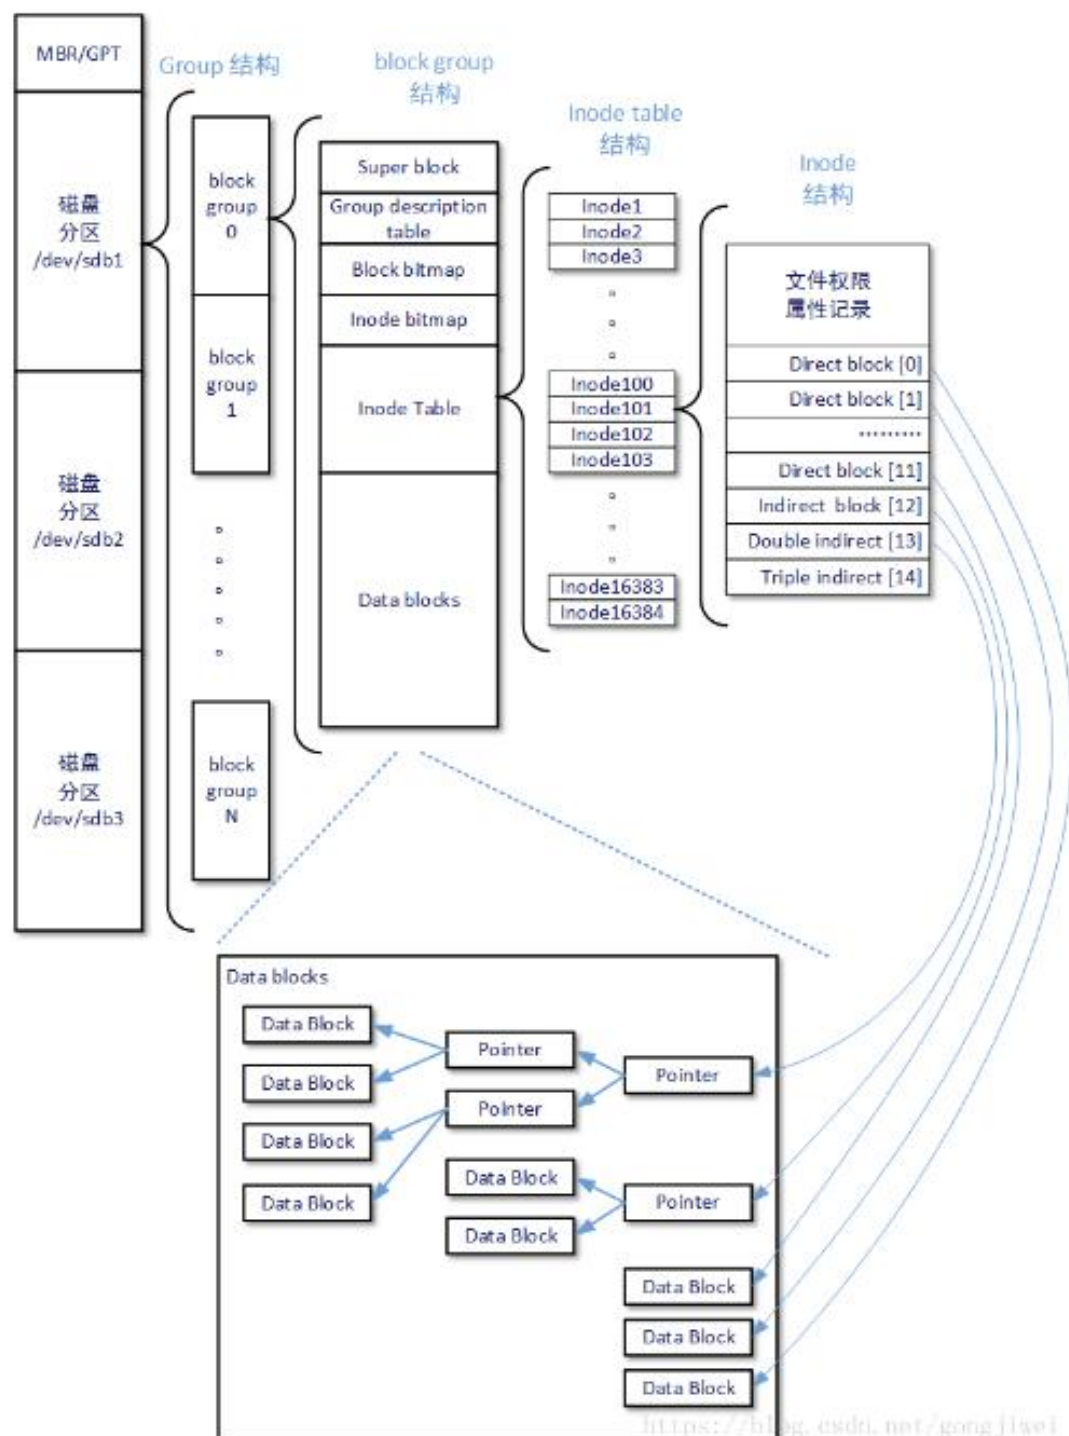 MBR/GPT
磁盘
分区
/dev/sdb1
磁盘
分区
/dev/sdb2
磁盘
分区
/dev/sdb3
Group 结构
block
group
0
block
group
1
block
group
N
block group
结构
Super block
Group description
table
Block bitmap
Inode bitmap
Inode Table
Data blocks
Inode table
结构
Inode1
Inode2
Inode3
Inode100
Inode101
Inode102
Inode103
Inode16383
Inode16384
Inode
结构
文件权限
属性记录
Direct block [0]
Direct block [1]
.........
Direct block [11]
Indirect block [12]
Double indirect [13]
Triple indirect [14]
Data blocks
Data Block
Data Block
Data Block
Data Block
Pointer
Pointer
Data Block
Data Block
Pointer
Pointer
Data Block
Data Block
Data Block
https://blog.csdn.net/gongjiwei